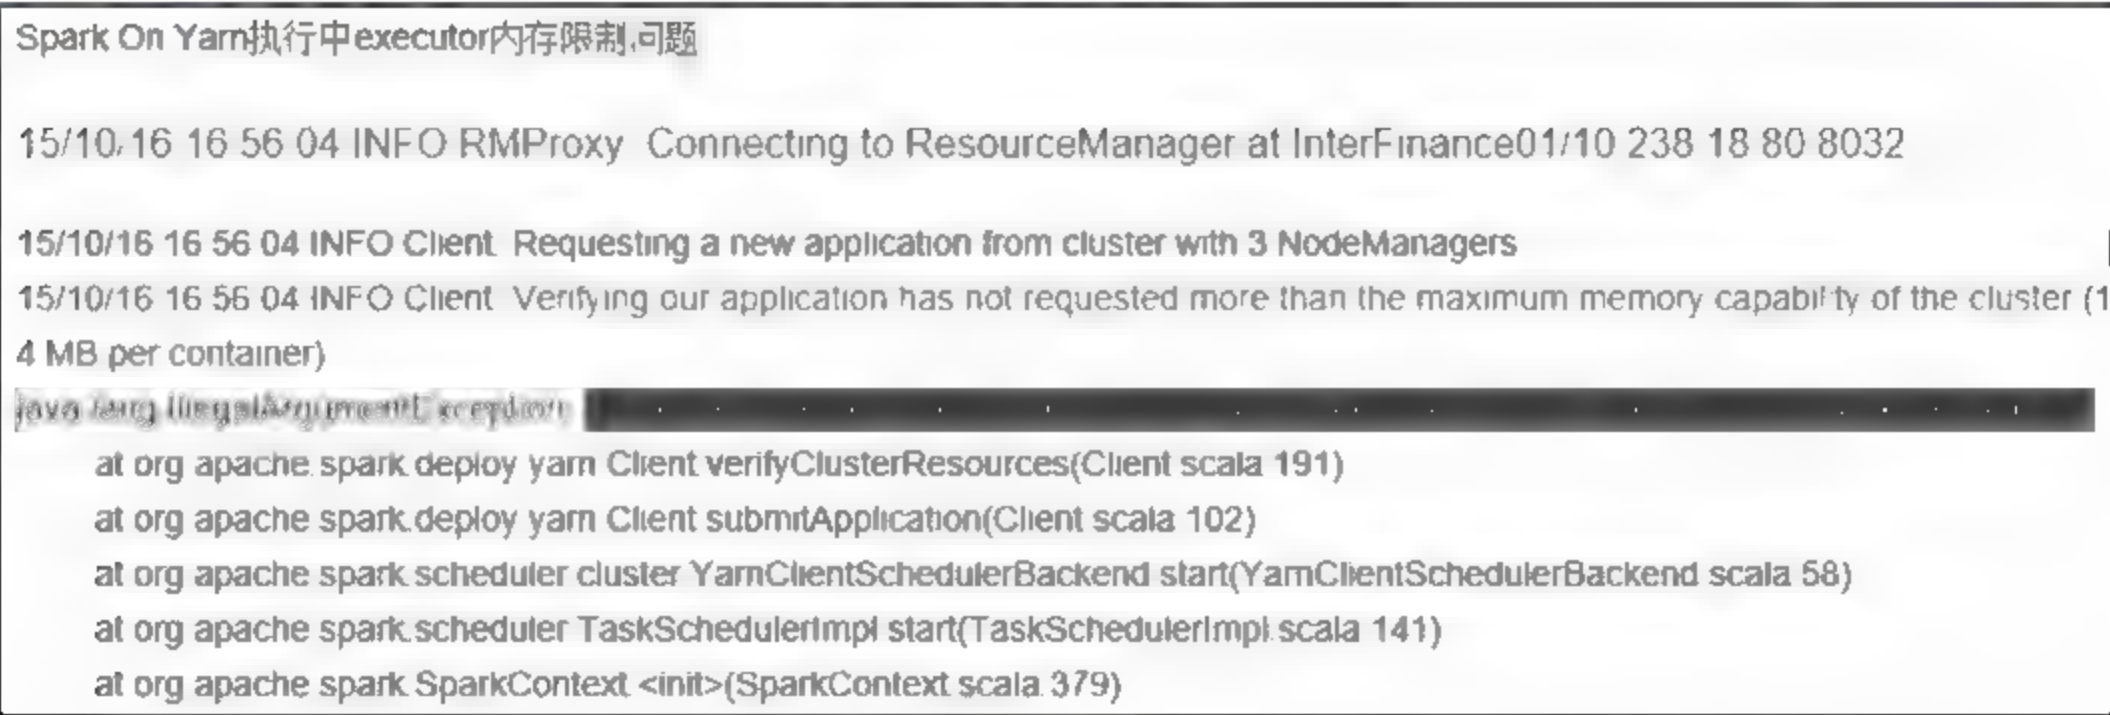 Spark On Yarn执行中executor内存限制问题
15/10/16 16 56 04 INFO RMProxy Connecting to ResourceManager at InterFinance01/10 238 18 80 8032
15/10/16 16 56 04 INFO Client Requesting a new application from cluster with 3 NodeManagers
15/10/16 16 56 04 INFO Client Verifying our application has not requested more than the maximum memory capability of the cluster (1
4 MB per container)
java lang IllegalArgumentException
at org apache spark deploy yarn Client verifyClusterResources(Client scala 191)
at org apache spark deploy yarn Client submitApplication(Client scala 102)
at org apache spark scheduler cluster YarnClientSchedulerBackend start(YarnClientSchedulerBackend scala 58)
at org apache spark scheduler TaskSchedulerImpl start(TaskSchedulerImpl scala 141)
at org apache spark SparkContext <init>(SparkContext scala 379)